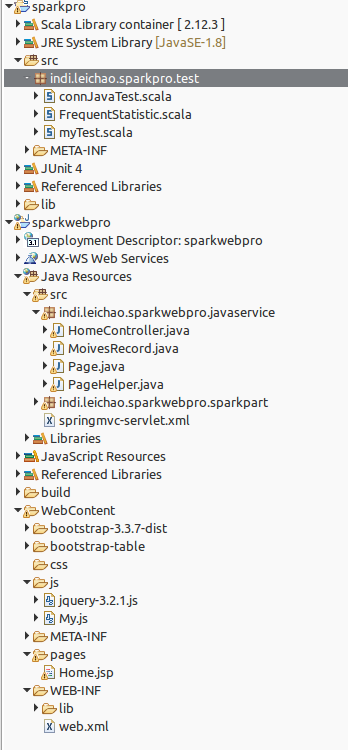 sparkpro
Scala Library container [ 2.12.3 ]
JRE System Library [JavaSE-1.8]
src
indi.leichao.sparkpro.test
connJavaTest.scala
FrequentStatistic.scala
myTest.scala
META-INF
JUnit 4
Referenced Libraries
lib
sparkwebpro
Deployment Descriptor: sparkwebpro
JAX-WS Web Services
Java Resources
src
indi.leichao.sparkwebpro.javaservice
HomeController.java
MoivesRecord.java
Page.java
PageHelper.java
indi.leichao.sparkwebpro.sparkpart
springmvc-servlet.xml
Libraries
JavaScript Resources
Referenced Libraries
build
WebContent
bootstrap-3.3.7-dist
bootstrap-table
css
js
jquery-3.2.1.js
My.js
META-INF
pages
Home.jsp
WEB-INF
lib
web.xml